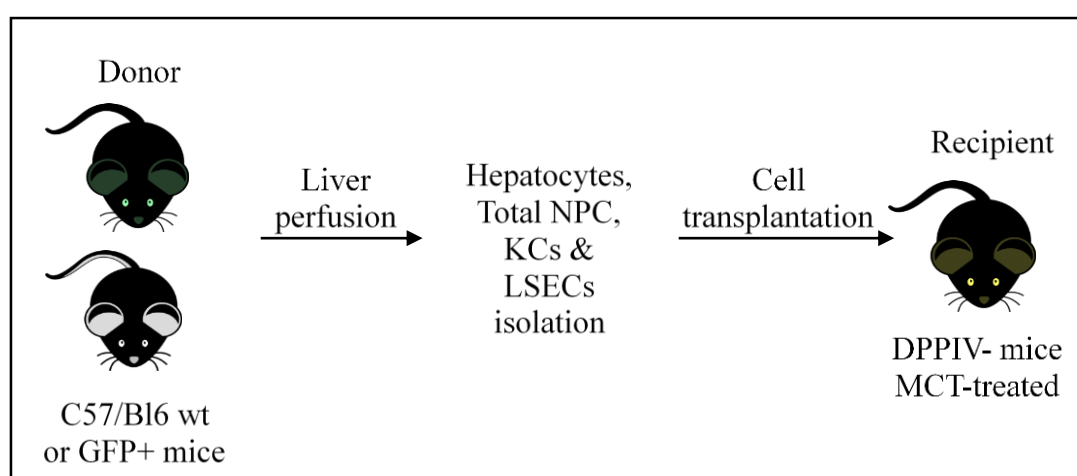 Donor
C57/Bl6 wt
or GFP+ mice
Liver
perfusion
Hepatocytes,
Total NPC,
KCs &
LSECs
isolation
Cell
transplantation
Recipient
DPPIV- mice
MCT-treated